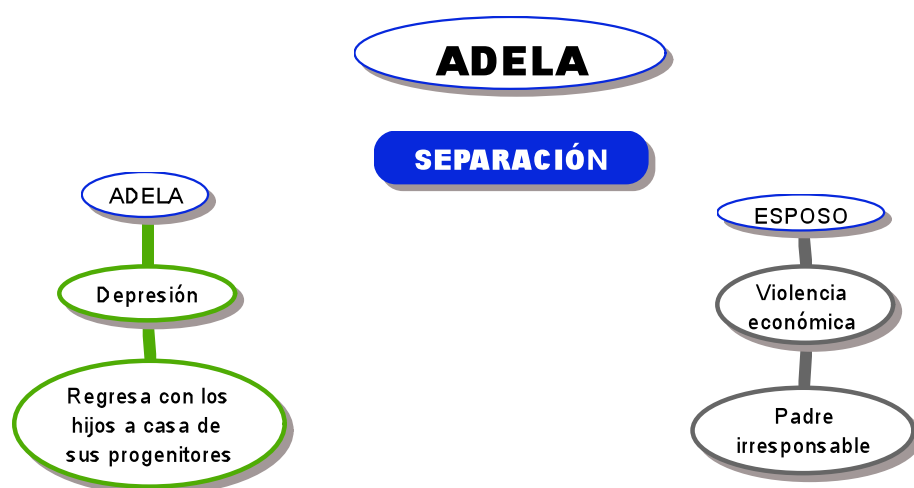 ADELA
SEPARACIÓN
ADELA
Depresión
Regresa con los
hijos a casa de
sus progenitores
ESPOSO
Violencia
económica
Padre
irresponsable